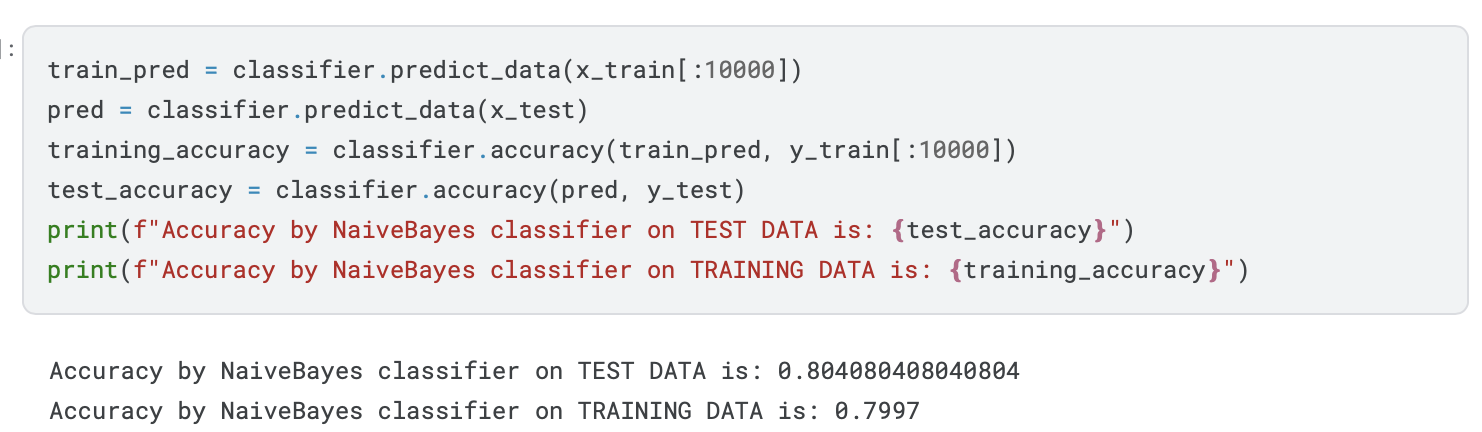 ]:
train_pred = classifier.predict_data(x_train[:10000])
pred = classifier.predict_data(x_test)
training_accuracy = classifier.accuracy(train_pred, y_train[:10000])
test_accuracy = classifier.accuracy(pred, y_test)
print(f"Accuracy by NaiveBayes classifier on TEST DATA is: {test_accuracy}")
print(f"Accuracy by NaiveBayes classifier on TRAINING DATA is: {training_accuracy}")
Accuracy by NaiveBayes classifier on TEST DATA is: 0.804080408040804
Accuracy by NaiveBayes classifier on TRAINING DATA is: 0.7997